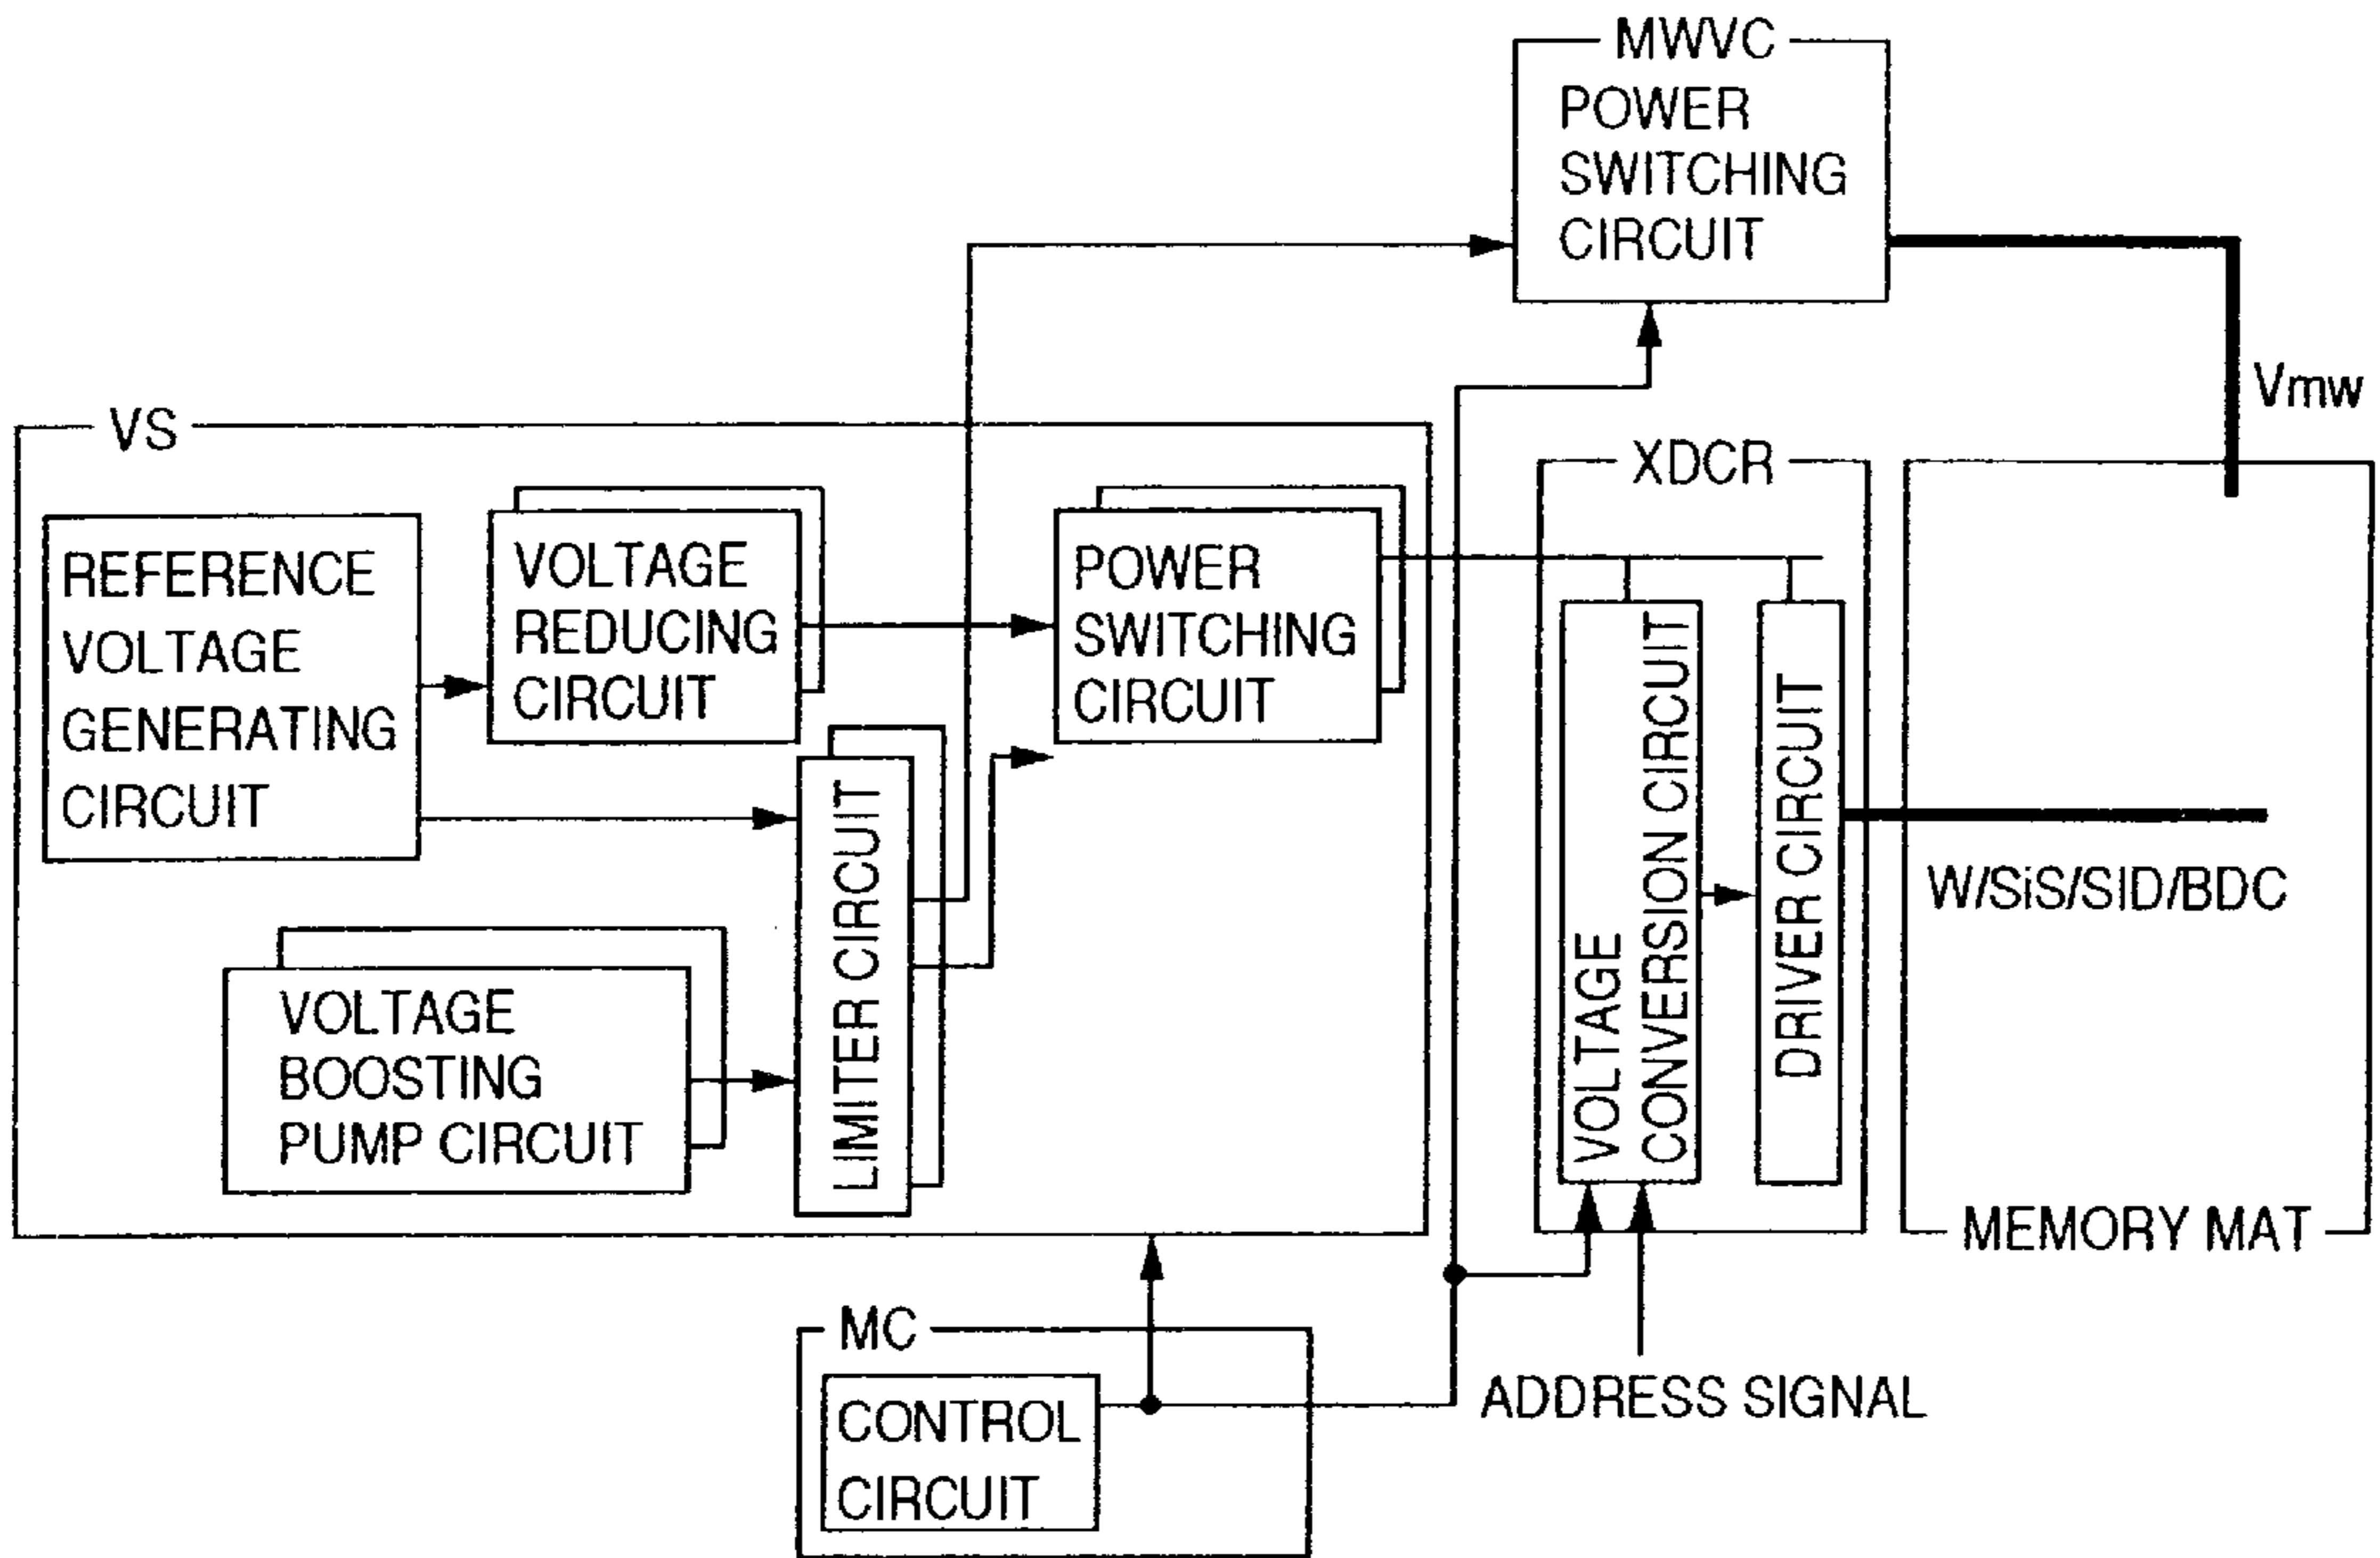 MWVC
POWER
SWITCHING
CIRCUIT
Vmw
VS
REFERENCE
VOLTAGE
GENERATING
CIRCUIT
VOLTAGE
REDUCING
CIRCUIT
POWER
SWITCHING
CIRCUIT
LIMITER CIRCUIT
VOLTAGE
BOOSTING
PUMP CIRCUIT
XDCR
VOLTAGE
CONVERSION CIRCUIT
DRIVER CIRCUIT
W/SiS/SID/BDC
MEMORY MAT
MC
CONTROL
CIRCUIT
ADDRESS SIGNAL